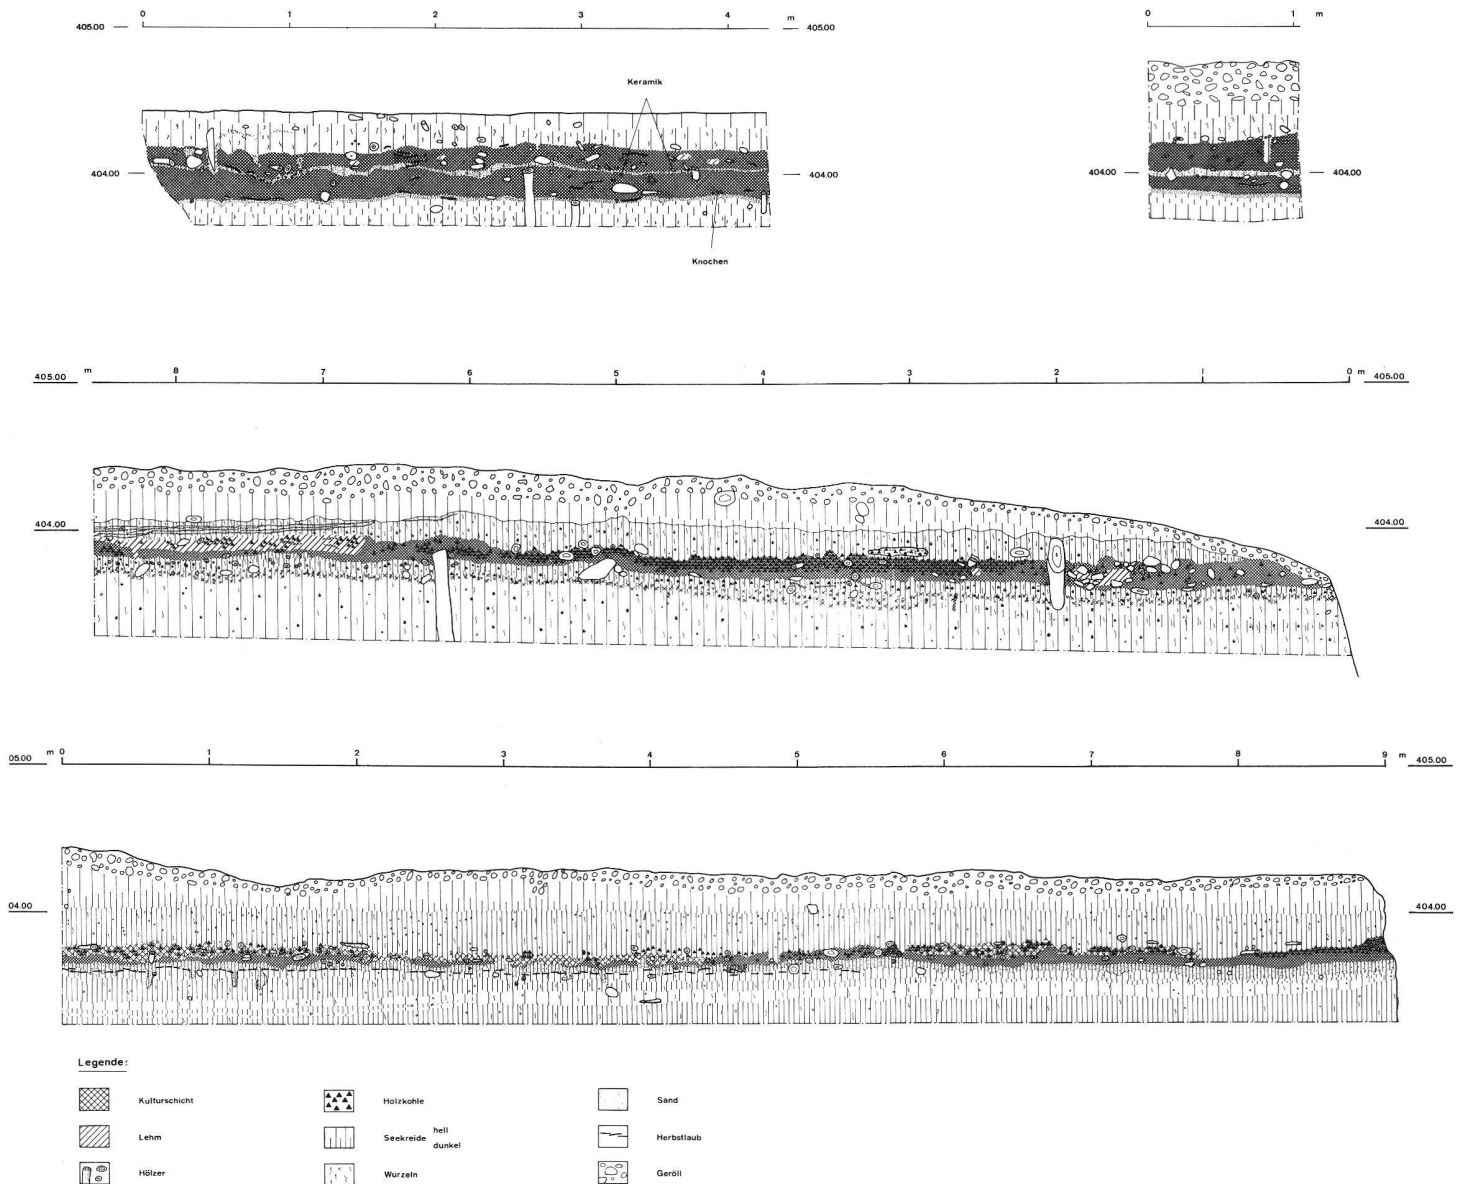 0 1 2 3 4 m
405.00 405.00
0 1 m
Keramik
404.00 404.00
404.00 404.00
Knochen
405.00 m 8 7 6 5 4 3 2 1 0 m 405.00
404.00 404.00
m 0 1 2 3 4 5 6 7 8 9 m
05.00 405.00
04.00 404.00
Legende:
Kulturschicht Holzkohle Sand
Lehm Seekreide hell dunkel Herbstlaub
Hölzer Wurzeln Geröll